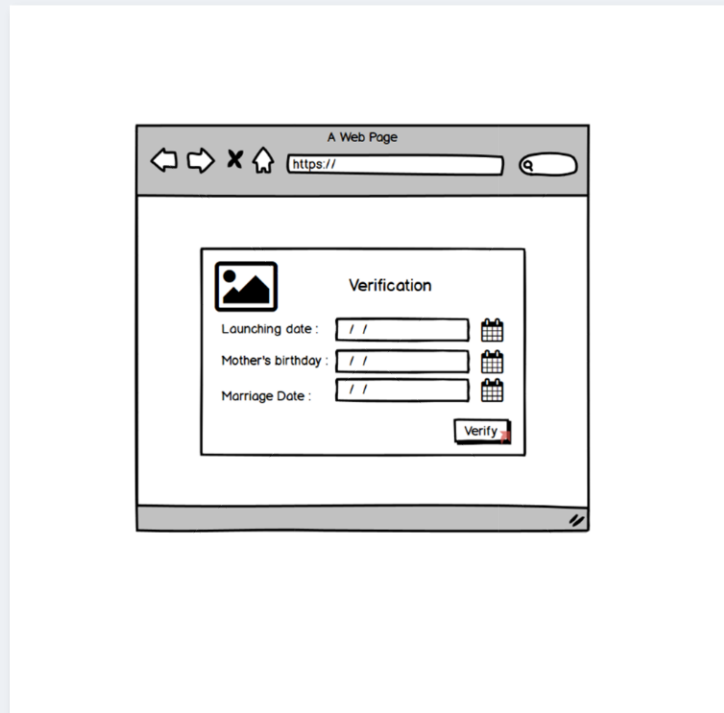 A Web Page
https://
Verification
Launching date : / /
Mother's birthday : / /
Marriage Date : / /
Verify